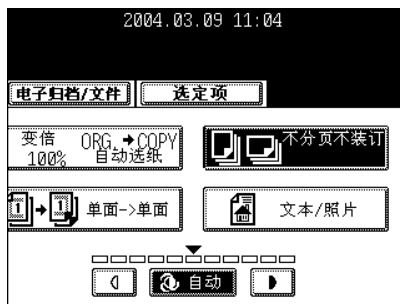 2004.03.09 11:04
电子归档/文件 选定项
变倍 ORG.➔COPY
100% 自动选纸
不分页不装订
1➔1 单面->单面
文本/照片
自动